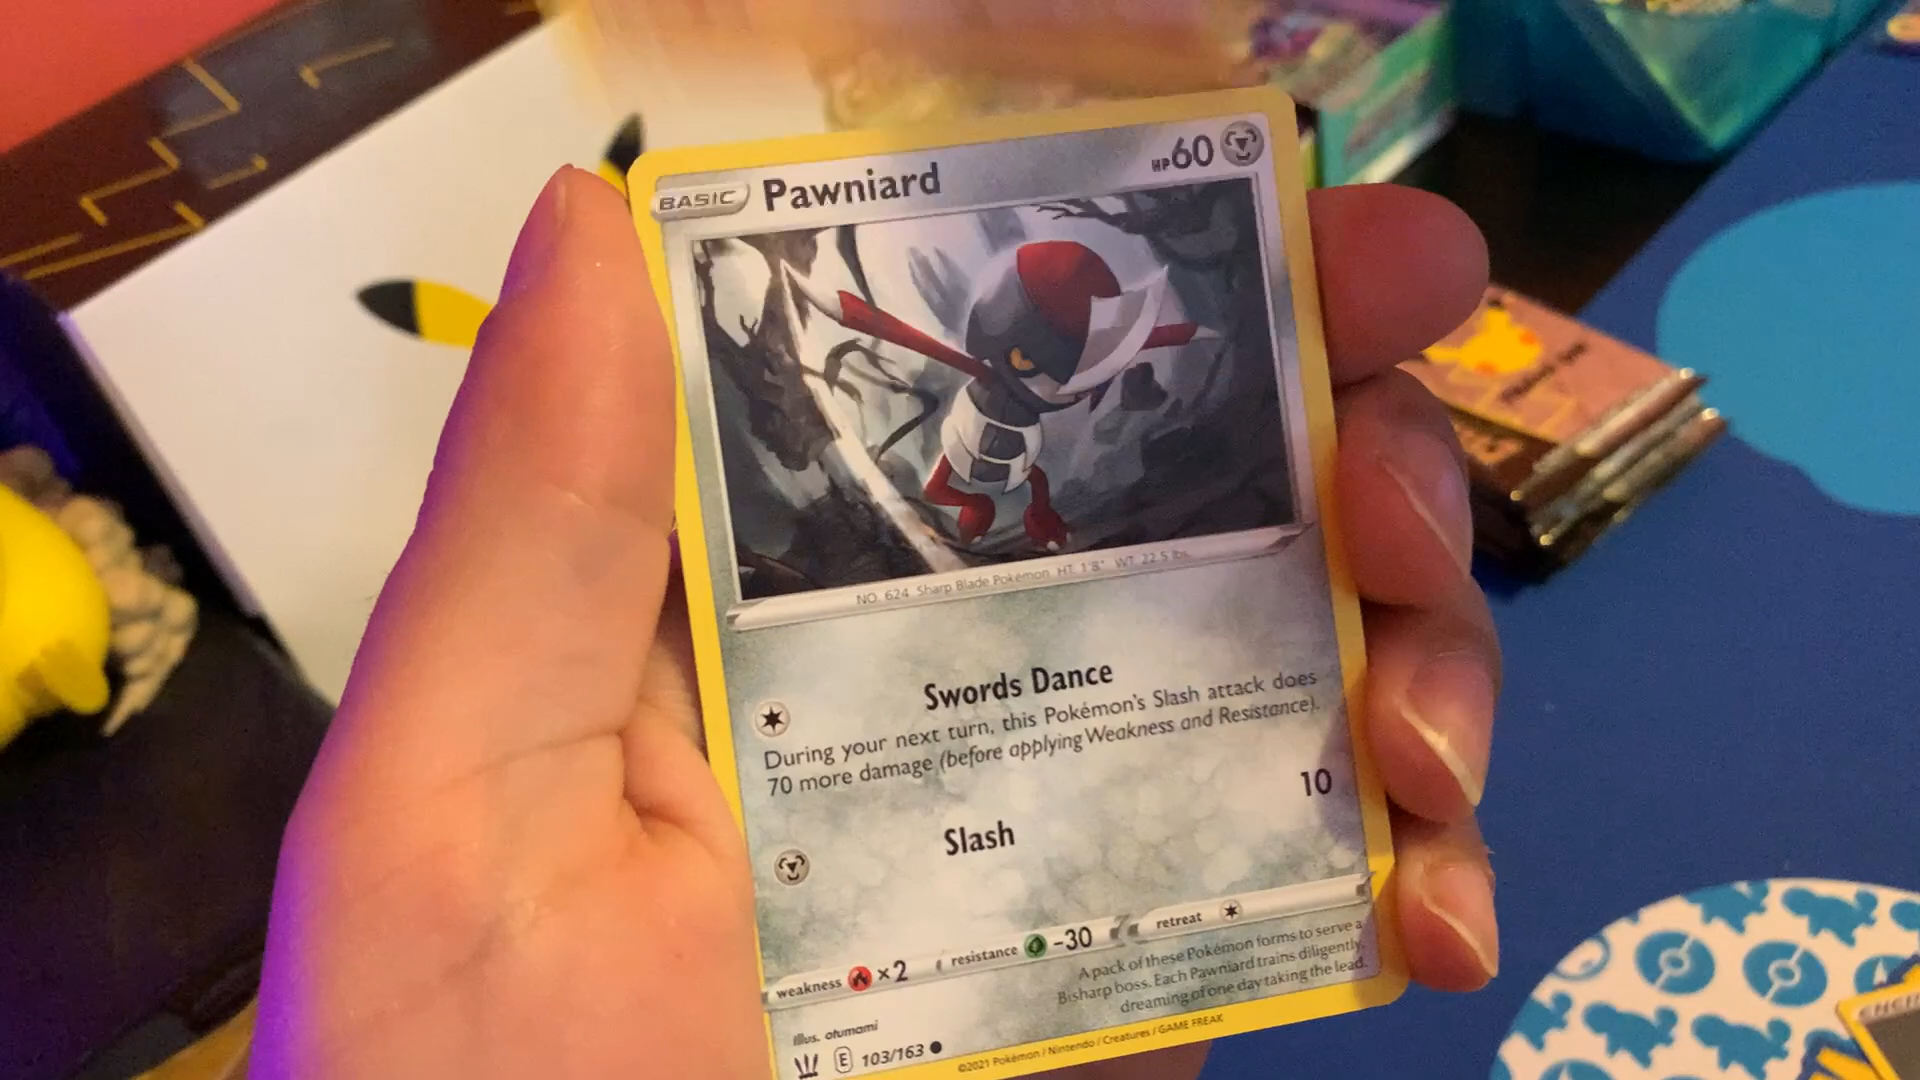 BASIC Pawniard HP60
NO. 624 Sharp Blade Pokémon HT. 1'8" WT. 22.5 lbs.
Swords Dance
During your next turn, this Pokémon's Slash attack does
70 more damage (before applying Weakness and Resistance).
Slash 10
weakness ×2 resistance -30 retreat
A pack of these Pokémon forms to serve a
Bisharp boss. Each Pawniard trains diligently,
dreaming of one day taking the lead.
Illus. otumami
E 103/163
©2021 Pokémon / Nintendo / Creatures / GAME FREAK